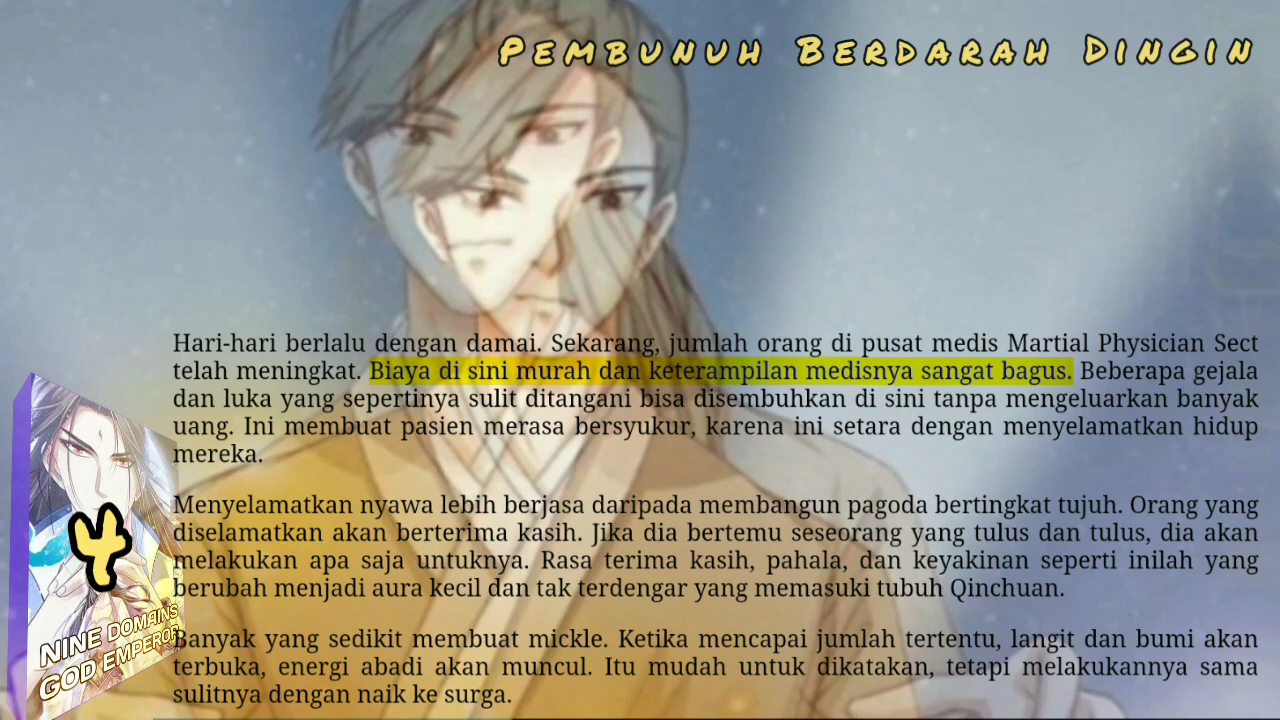 Pembunuh Berdarah Dingin
Hari-hari berlalu dengan damai. Sekarang, jumlah orang di pusat medis Martial Physician Sect
telah meningkat. Biaya di sini murah dan keterampilan medisnya sangat bagus. Beberapa gejala
dan luka yang sepertinya sulit ditangani bisa disembuhkan di sini tanpa mengeluarkan banyak
uang. Ini membuat pasien merasa bersyukur, karena ini setara dengan menyelamatkan hidup
mereka.
Menyelamatkan nyawa lebih berjasa daripada membangun pagoda bertingkat tujuh. Orang yang
diselamatkan akan berterima kasih. Jika dia bertemu seseorang yang tulus dan tulus, dia akan
melakukan apa saja untuknya. Rasa terima kasih, pahala, dan keyakinan seperti inilah yang
berubah menjadi aura kecil dan tak terdengar yang memasuki tubuh Qinchuan.
Banyak yang sedikit membuat mickle. Ketika mencapai jumlah tertentu, langit dan bumi akan
terbuka, energi abadi akan muncul. Itu mudah untuk dikatakan, tetapi melakukannya sama
sulitnya dengan naik ke surga.
4
NINE DOMAINS
GOD EMPEROR